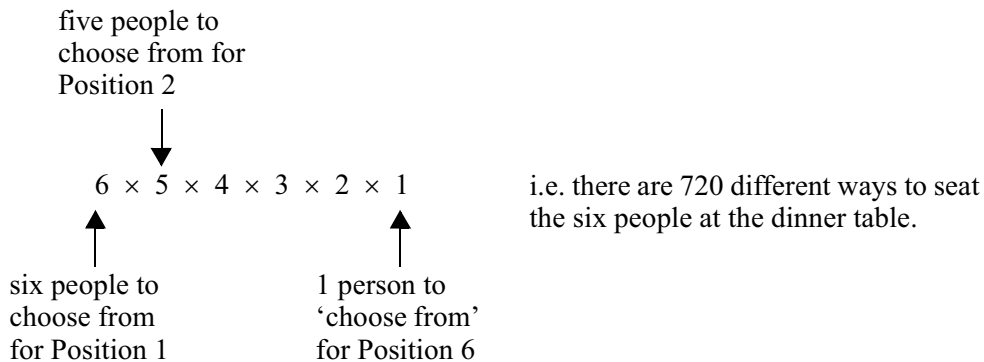 five people to
choose from for
Position 2
6 × 5 × 4 × 3 × 2 × 1
i.e. there are 720 different ways to seat
the six people at the dinner table.
six people to
choose from
for Position 1
1 person to
‘choose from’
for Position 6